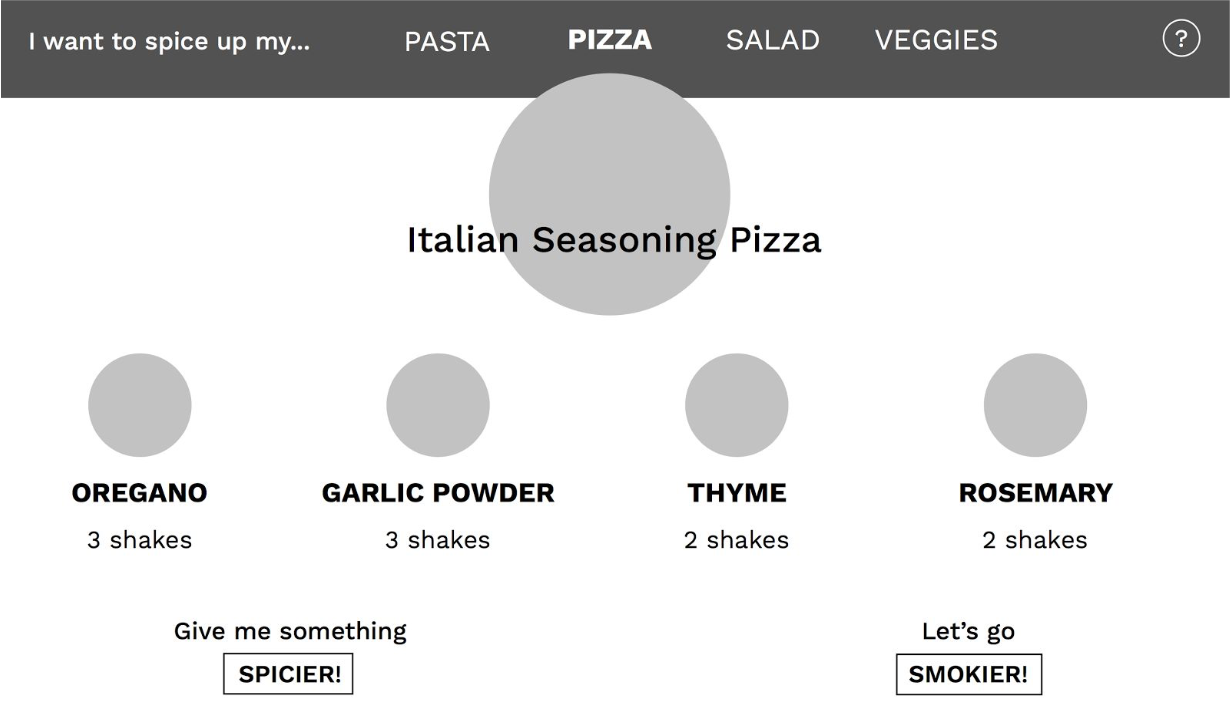 I want to spice up my...
PASTA
PIZZA
SALAD
VEGGIES
?
Italian Seasoning Pizza
OREGANO
GARLIC POWDER
THYME
ROSEMARY
3 shakes
3 shakes
2 shakes
2 shakes
Give me something
SPICIER!
Let’s go
SMOKIER!